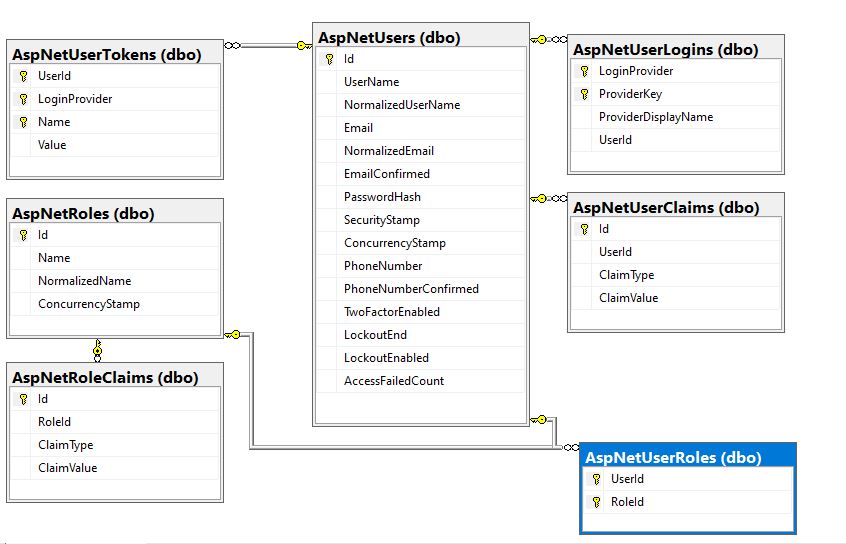 AspNetUserTokens (dbo)
UserId
LoginProvider
Name
Value
AspNetRoles (dbo)
Id
Name
NormalizedName
ConcurrencyStamp
AspNetRoleClaims (dbo)
Id
RoleId
ClaimType
ClaimValue
AspNetUsers (dbo)
Id
UserName
NormalizedUserName
Email
NormalizedEmail
EmailConfirmed
PasswordHash
SecurityStamp
ConcurrencyStamp
PhoneNumber
PhoneNumberConfirmed
TwoFactorEnabled
LockoutEnd
LockoutEnabled
AccessFailedCount
AspNetUserLogins (dbo)
LoginProvider
ProviderKey
ProviderDisplayName
UserId
AspNetUserClaims (dbo)
Id
UserId
ClaimType
ClaimValue
AspNetUserRoles (dbo)
UserId
RoleId